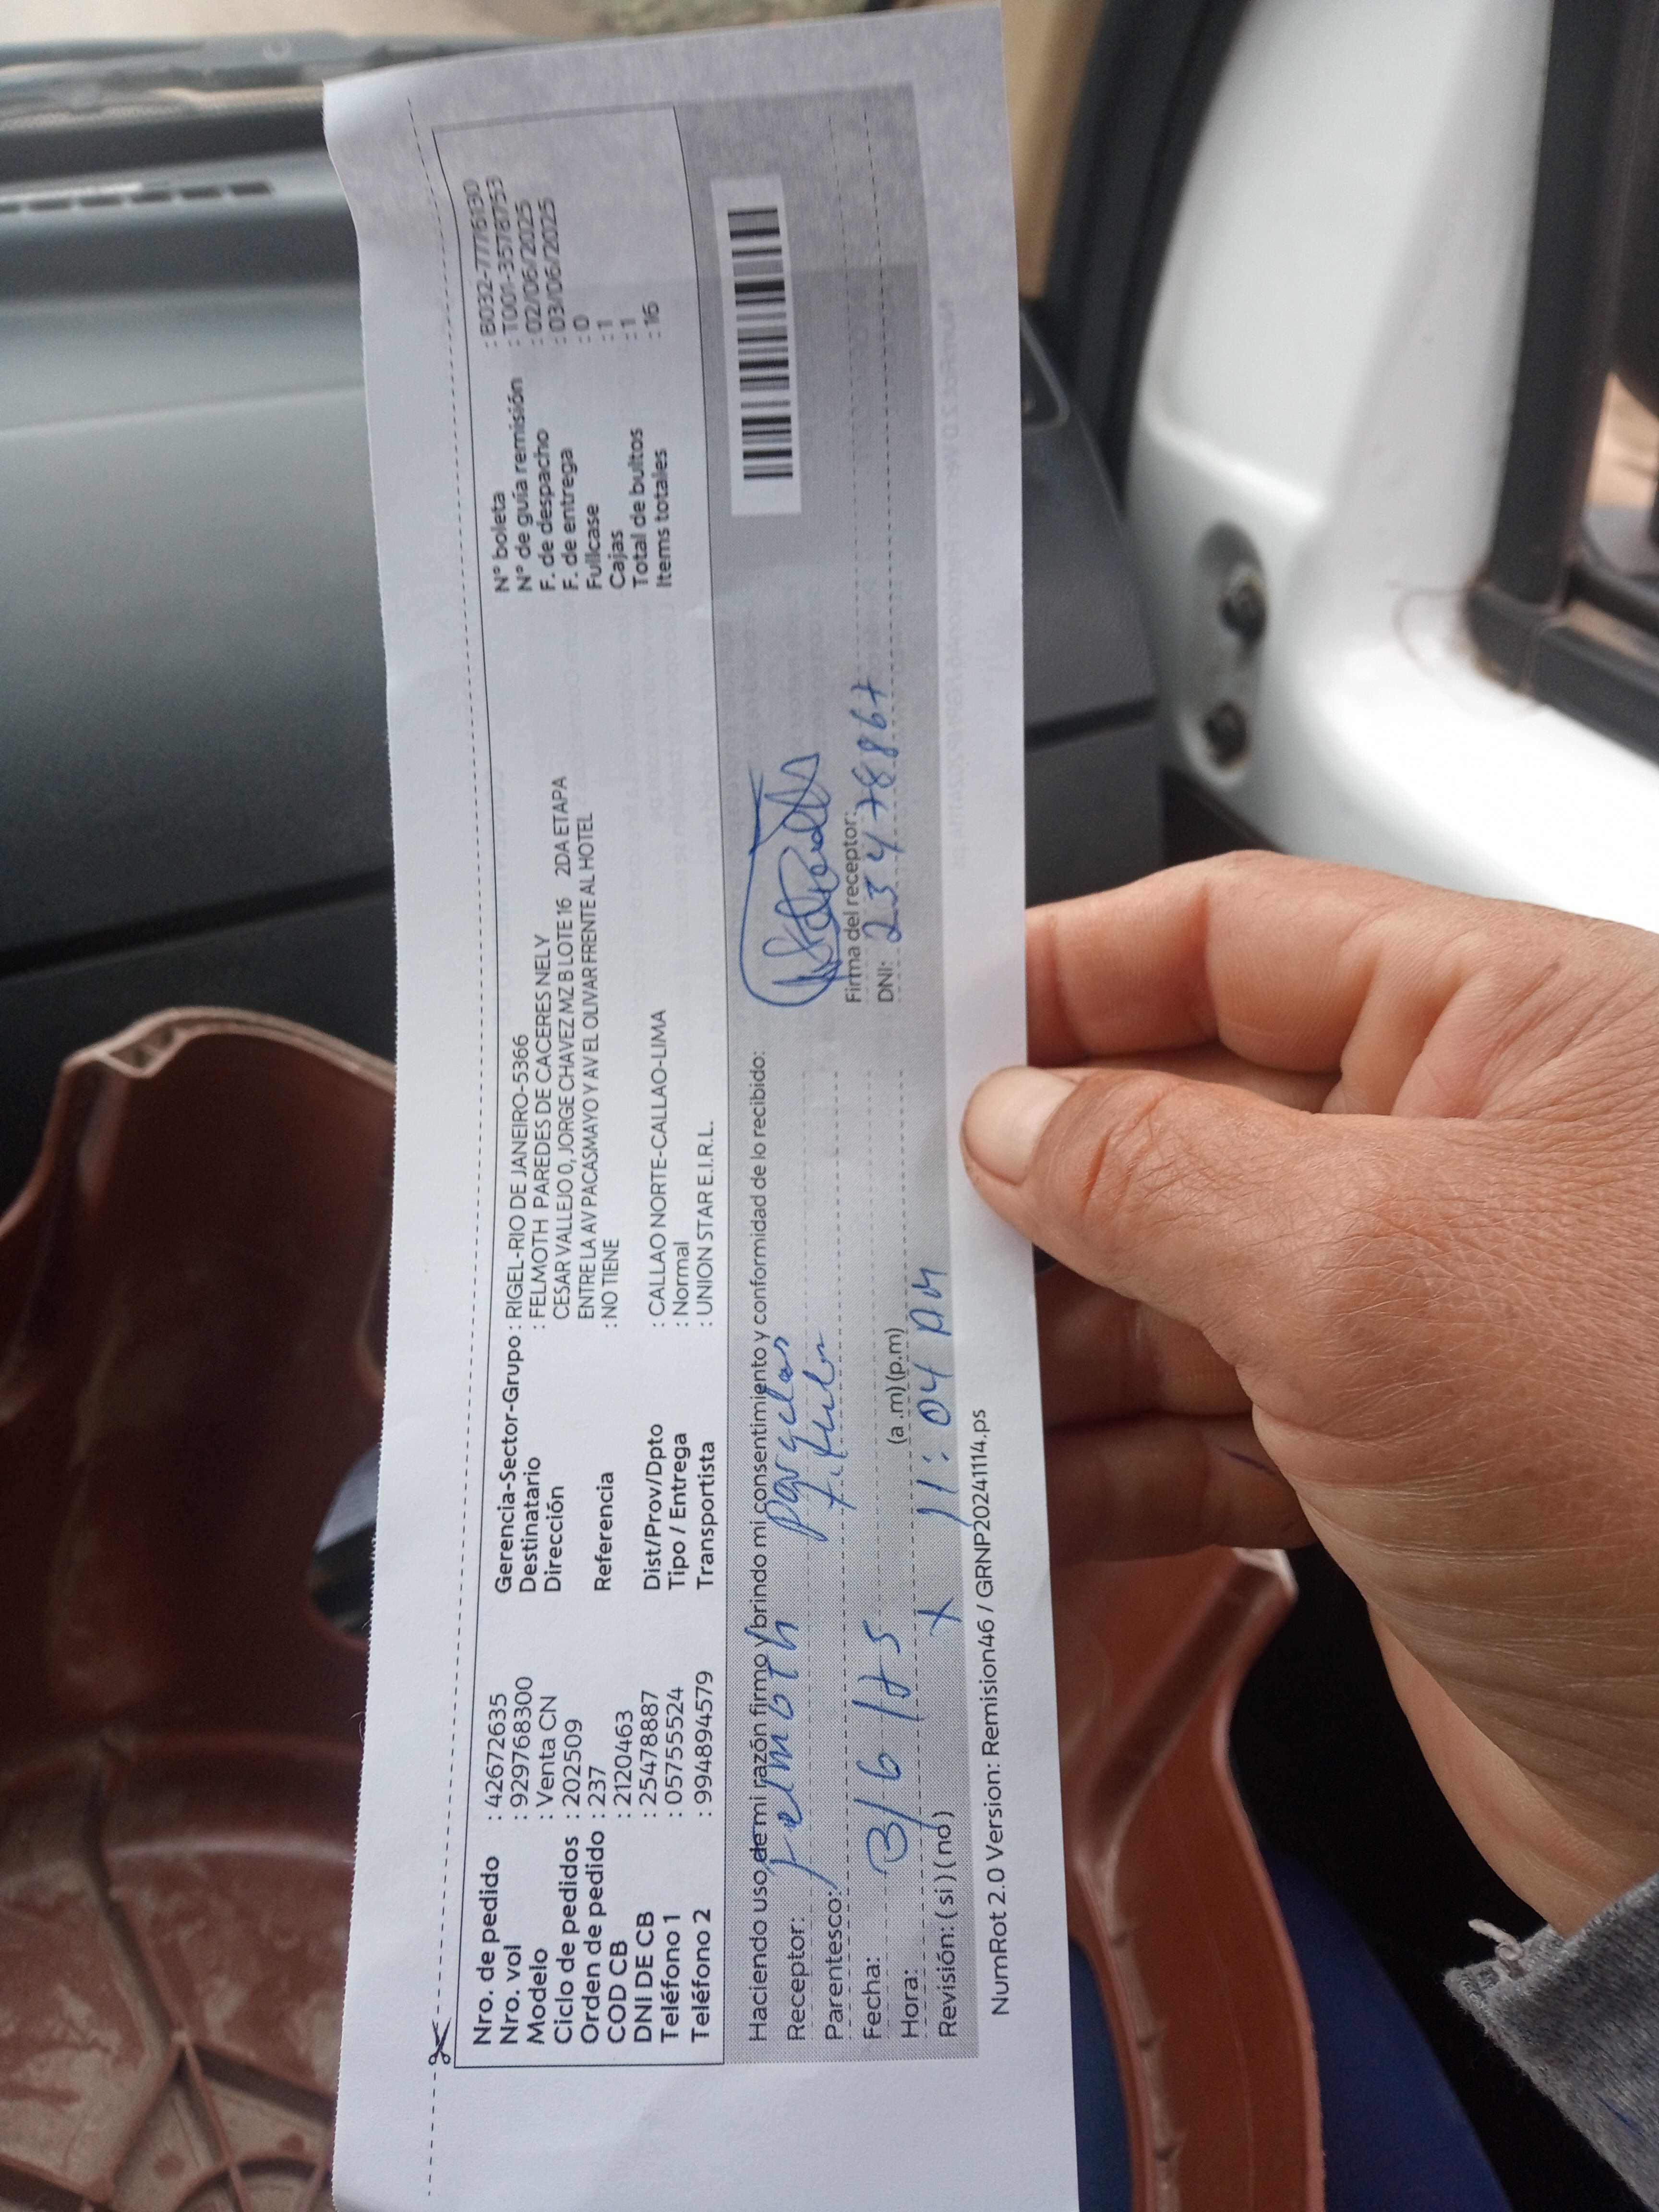 Nro. de pedido : 42672635
Nro. vol : 929768300
Modelo : Venta CN
Ciclo de pedidos : 202509
Orden de pedido : 237
COD CB : 2120463
DNI DE CB : 25478887
Teléfono 1 : 057555524
Teléfono 2 : 994894579
Gerencia-Sector-Grupo : RIGEL-RIO DE JANEIRO-5366
Destinatario : FELMOTH PAREDES DE CACERES NELY
Dirección CESAR VALLEJO 0, JORGE CHAVEZ MZ B LOTE 16 2DA ETAPA
ENTRE LA AV PACASMAYO Y AV EL OLIVAR FRENTE AL HOTEL
Referencia : NO TIENE
Dist/Prov/Dpto : CALLAO NORTE-CALLAO-LIMA
Tipo / Entrega : Normal
Transportista : UNION STAR E.I.R.L.
N° boleta : B032-7776130
N° de guía remisión : T001-35787753
F. de despacho : 02/06/2025
F. de entrega : 03/06/2025
Fullcase : 0
Cajas : 1
Total de bultos : 1
Items totales : 16
Haciendo uso de mi razón firmo y brindo mi consentimiento y conformidad de lo recibido:
Receptor: Felmoth
Parentesco:
Fecha: 3/6/
Hora: (a .m) (p.m)
Revisión: ( si ) ( no ) x 11:04 AM
Firma del receptor:
DNI:
NumRot 2.0 Version: Remision46 / GRNP20241114.ps